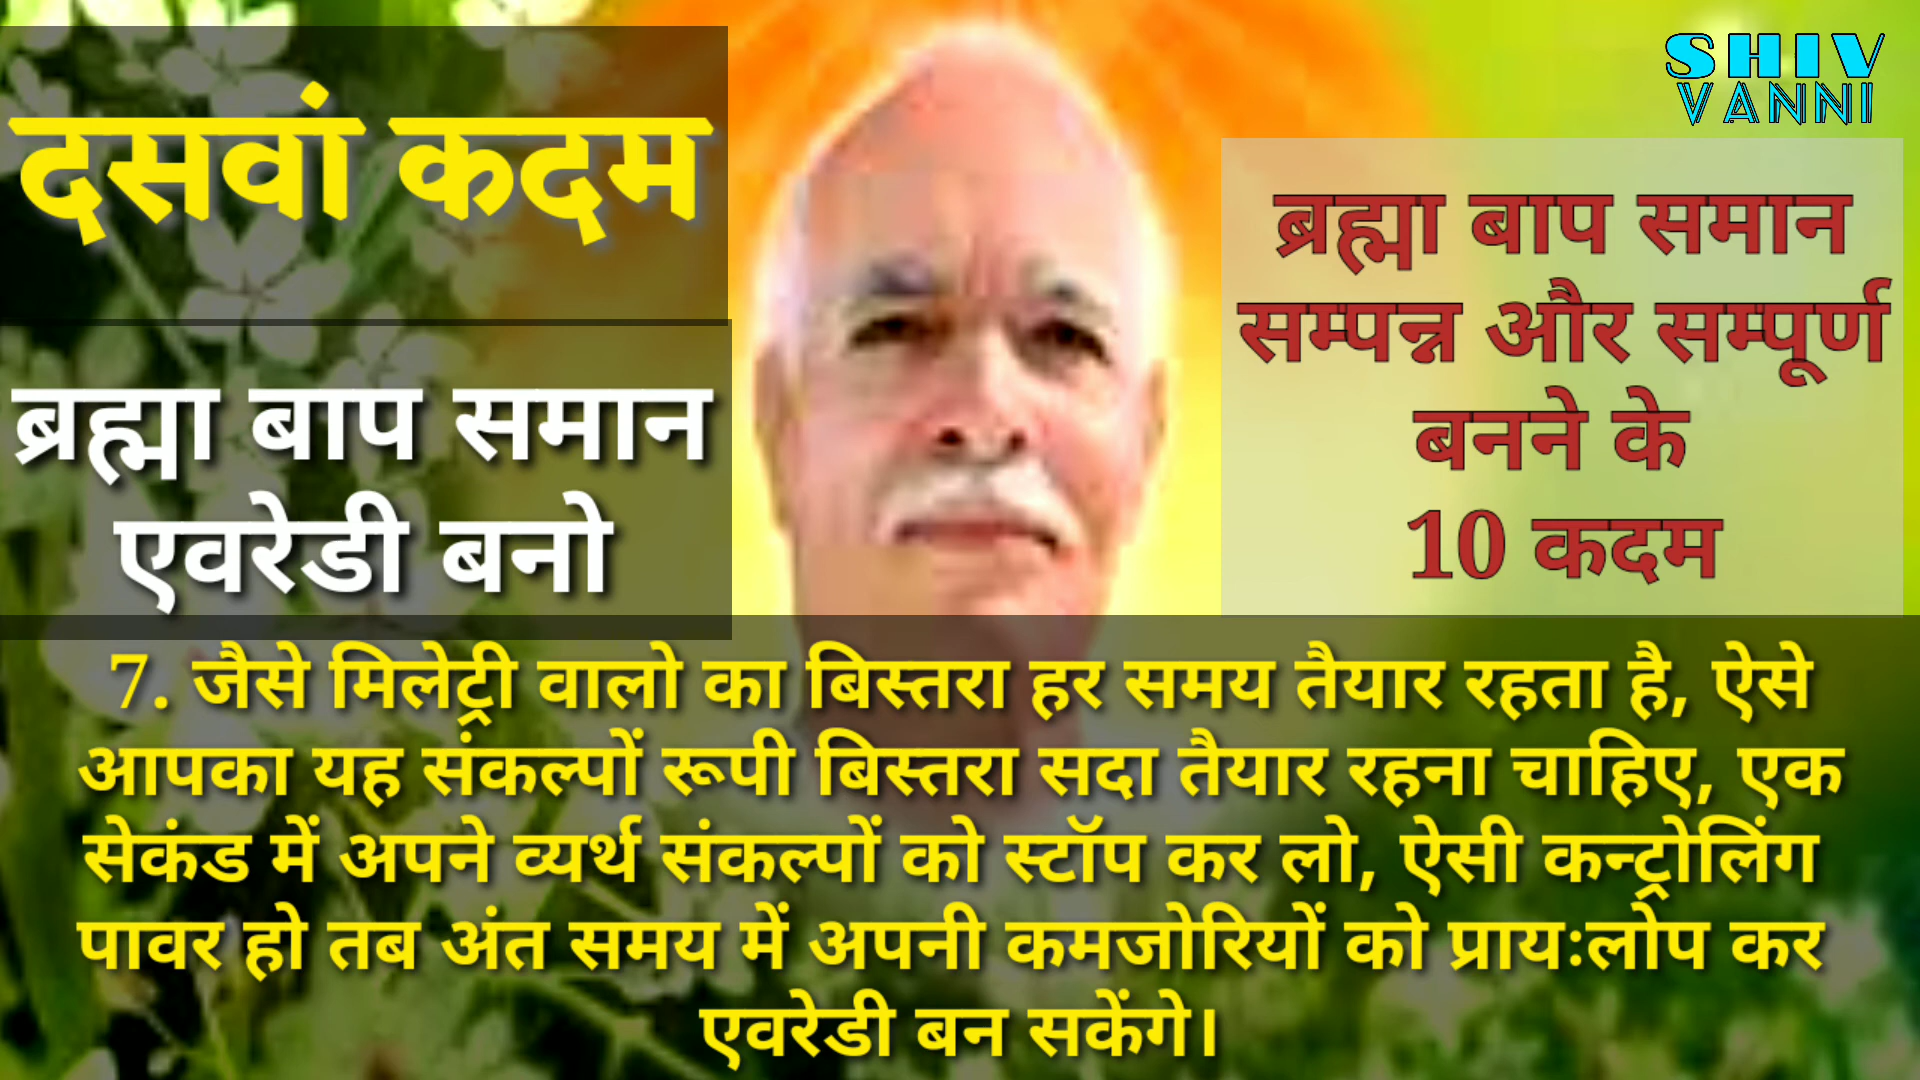 दसवां कदम
ब्रह्मा बाप समान
एवरेडी बनो
SHIV
VANNI
ब्रह्मा बाप समान
सम्पन्न और सम्पूर्ण
बनने के
10 कदम
7. जैसे मिलेट्री वालो का बिस्तरा हर समय तैयार रहता है, ऐसे
आपका यह संकल्पों रूपी बिस्तरा सदा तैयार रहना चाहिए, एक
सेकंड में अपने व्यर्थ संकल्पों को स्टॉप कर लो, ऐसी कन्ट्रोलिंग
पावर हो तब अंत समय में अपनी कमजोरियों को प्रायःलोप कर
एवरेडी बन सकेंगे।